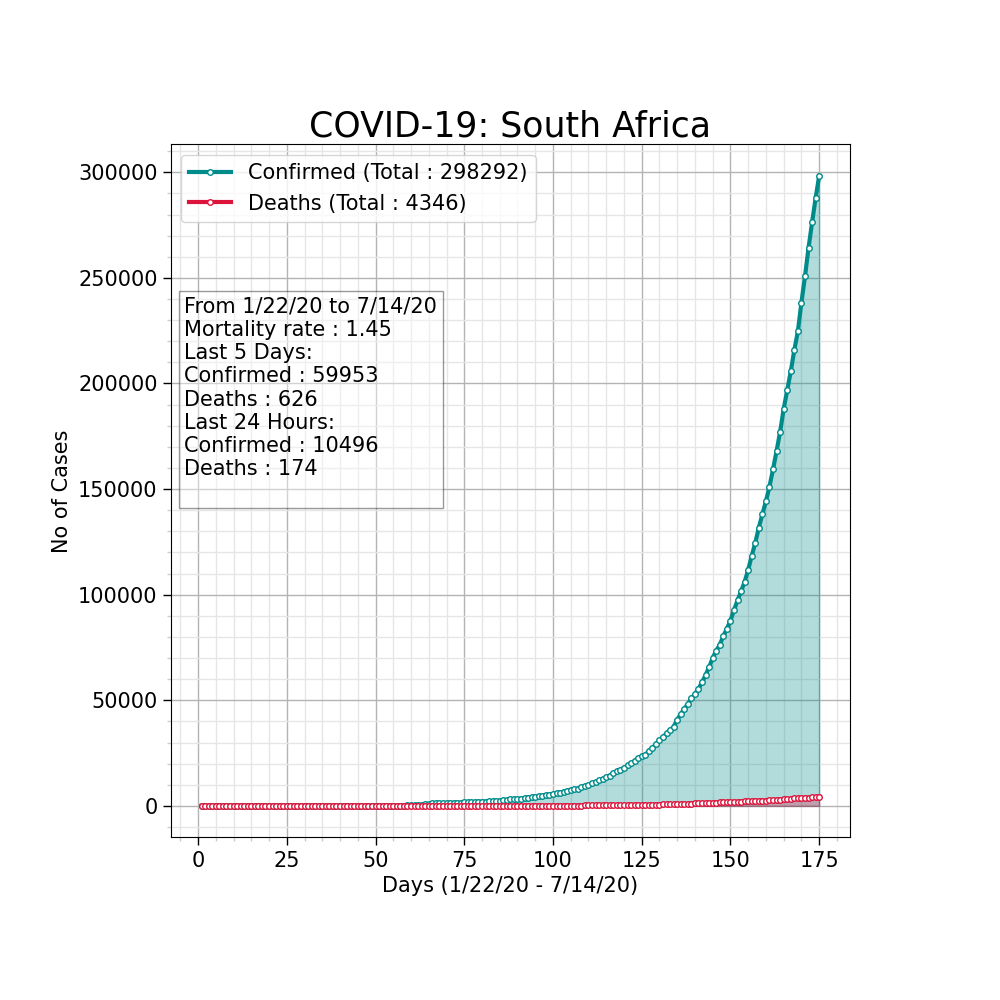 COVID-19: South Africa
Confirmed (Total : 298292)
Deaths (Total : 4346)
From 1/22/20 to 7/14/20
Mortality rate : 1.45
Last 5 Days:
Confirmed : 59953
Deaths : 626
Last 24 Hours:
Confirmed : 10496
Deaths : 174
No of Cases
300000
250000
200000
150000
100000
50000
0
0 25 50 75 100 125 150 175
Days (1/22/20 - 7/14/20)